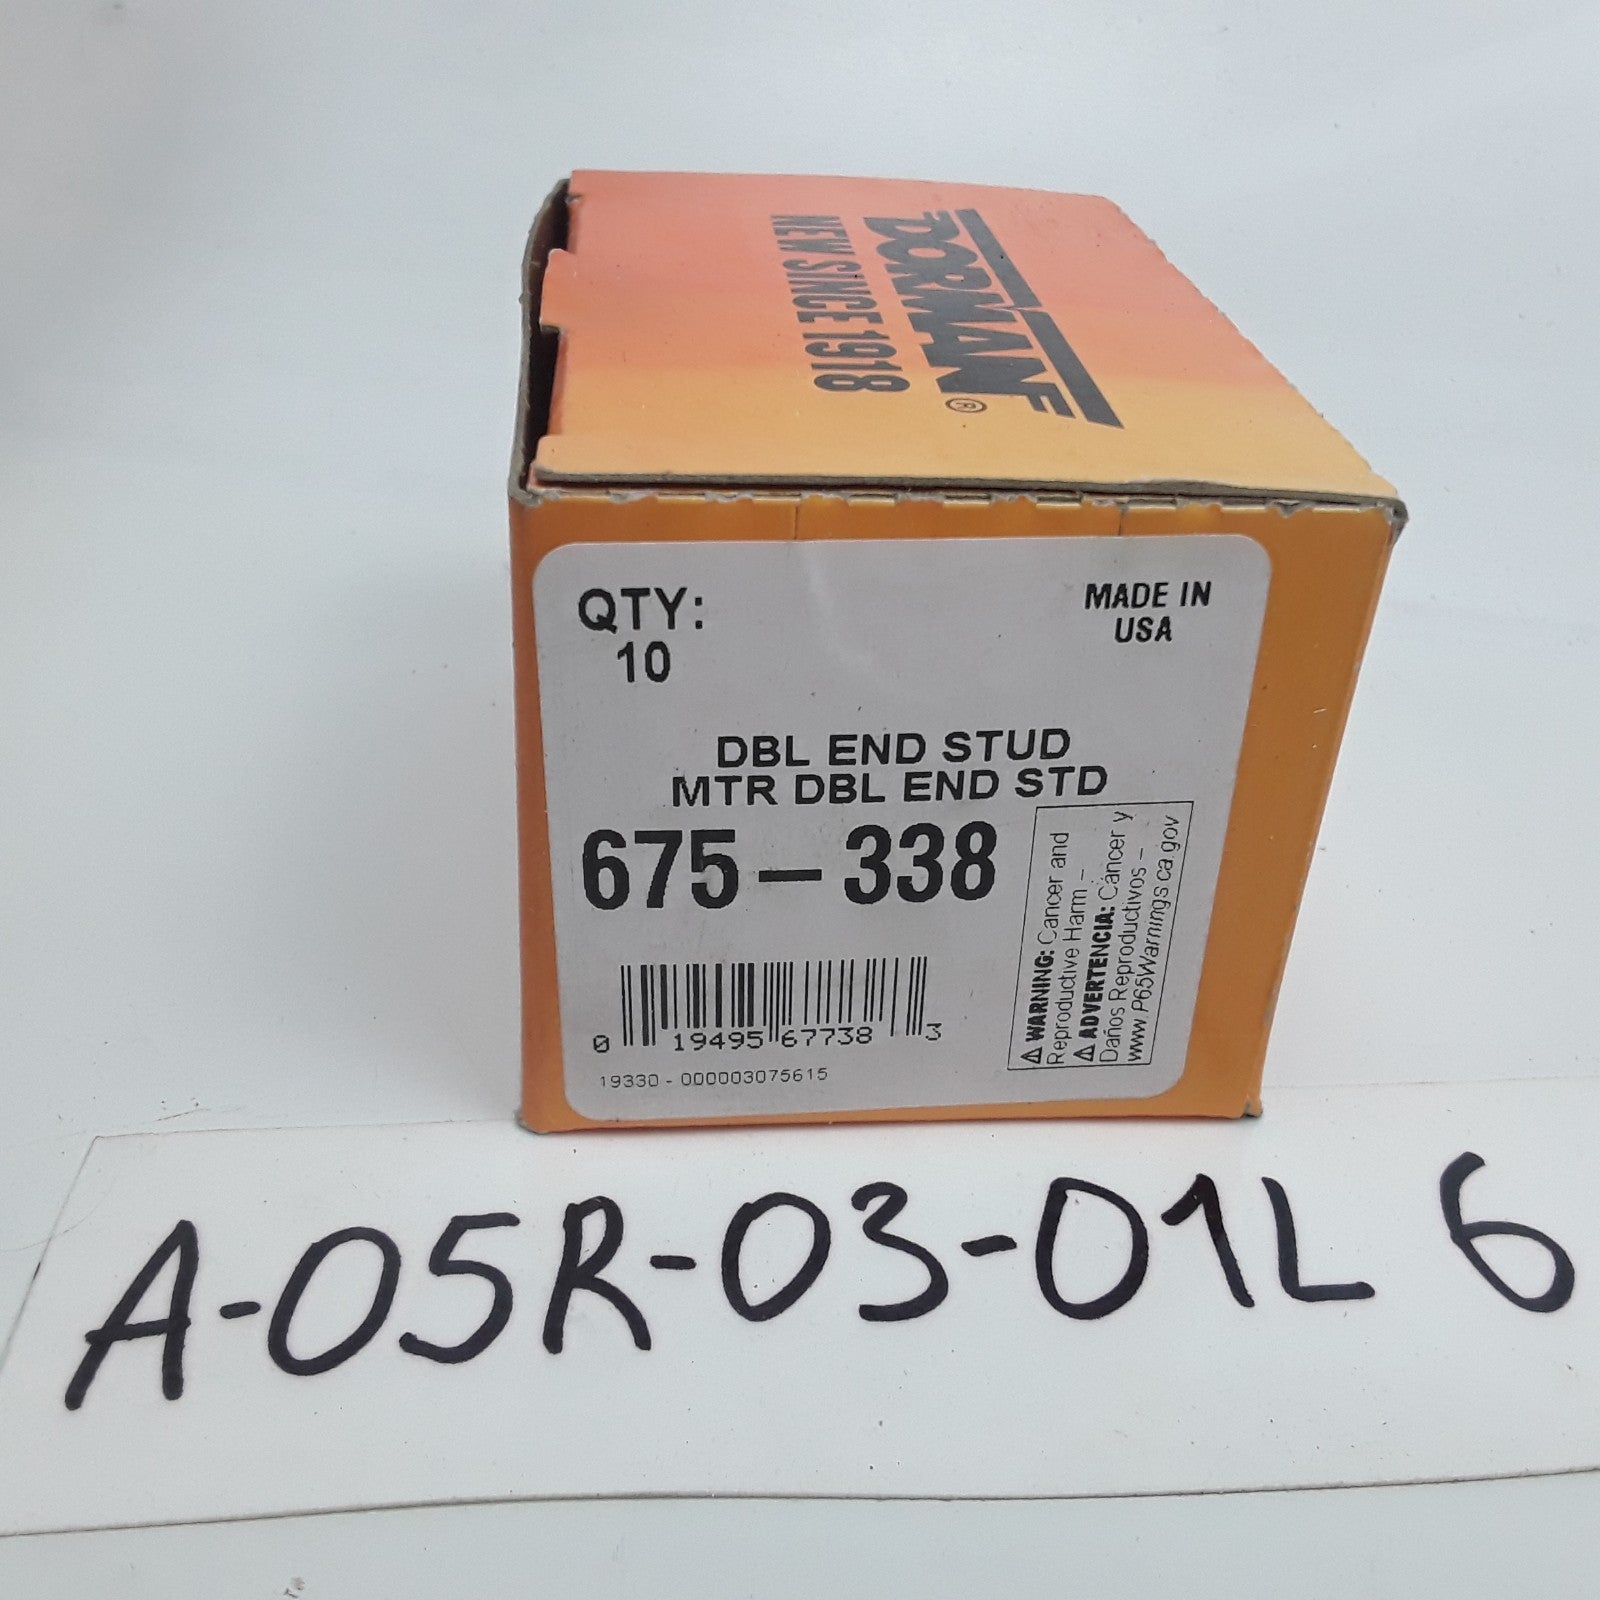 DORMAN®
NEW SINCE 1918
QTY:
10
MADE IN
USA
DBL END STUD
MTR DBL END STD
675-338
⚠ WARNING: Cancer and
Reproductive Harm –
⚠ ADVERTENCIA: Cáncer y
Daños Reproductivos –
www.P65Warnings.ca.gov
0 19495 67738 3
19330 - 000003075615
A-05R-03-01L 6